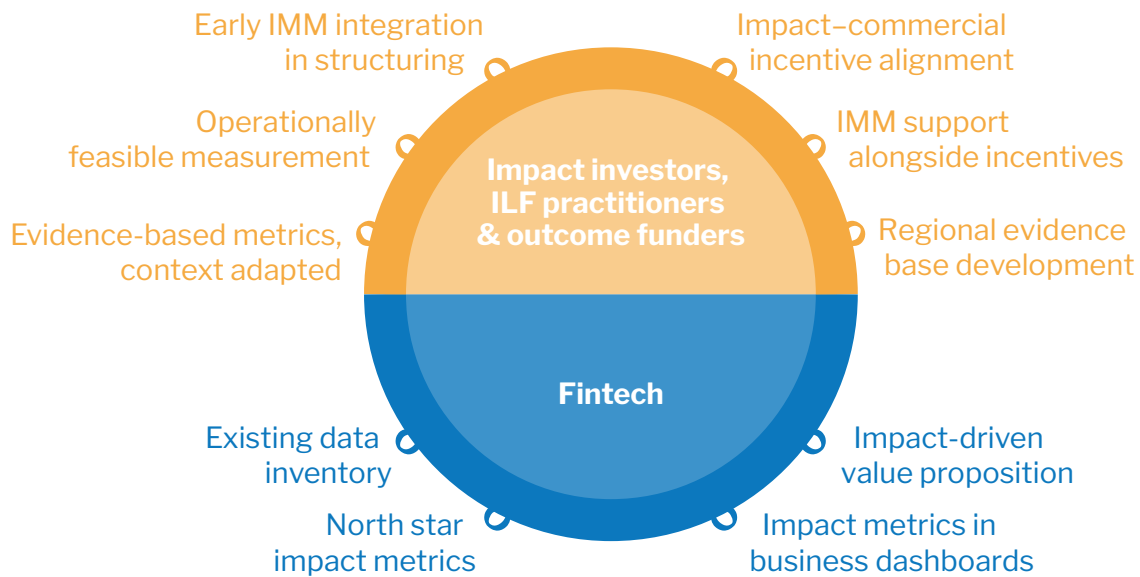 Early IMM integration
in structuring
Operationally
feasible measurement
Evidence-based metrics,
context adapted
Impact–commercial
incentive alignment
IMM support
alongside incentives
Regional evidence
base development
Impact investors,
ILF practitioners
& outcome funders
Fintech
Existing data
inventory
North star
impact metrics
Impact-driven
value proposition
Impact metrics in
business dashboards